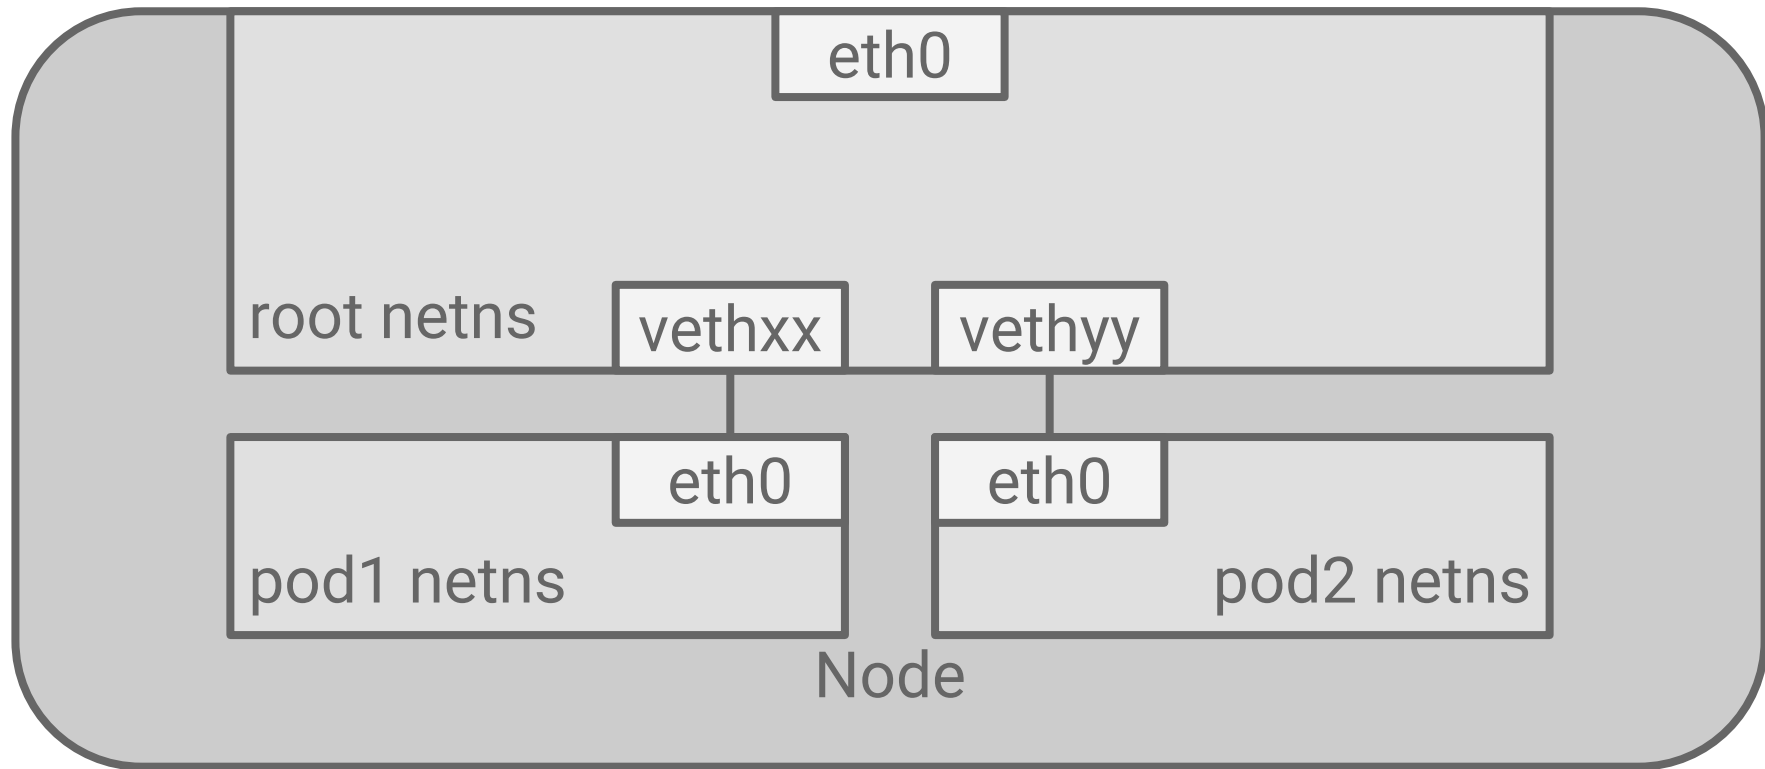 eth0
root netns
vethxx
vethyy
eth0
eth0
pod1 netns
pod2 netns
Node